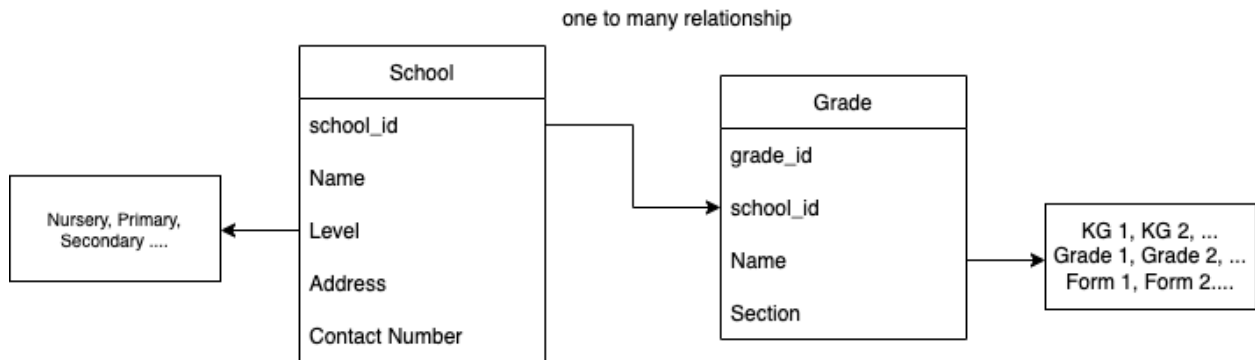 one to many relationship
School
school_id
Name
Level
Address
Contact Number
Nursery, Primary,
Secondary ....
Grade
grade_id
school_id
Name
Section
KG 1, KG 2, ...
Grade 1, Grade 2, ...
Form 1, Form 2....